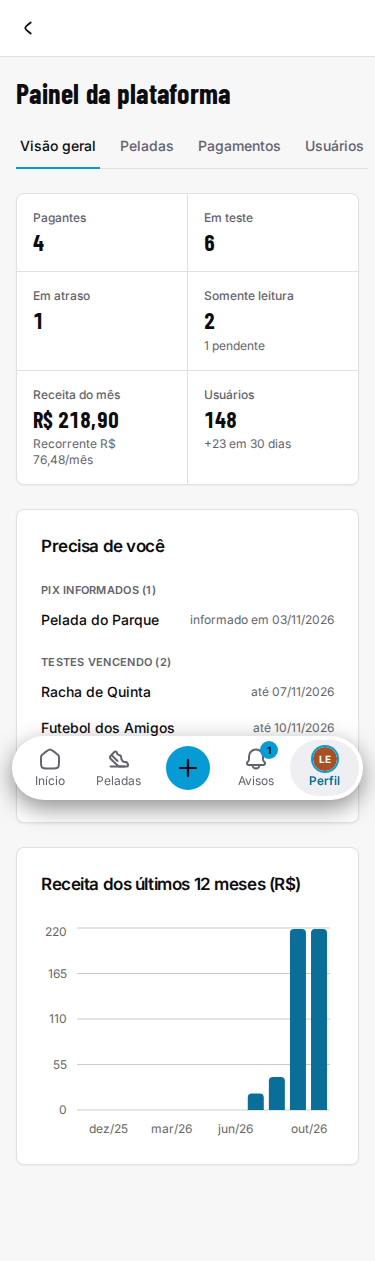 Painel da plataforma
Visão geral Peladas Pagamentos Usuários
Pagantes
4
Em teste
6
Em atraso
1
Somente leitura
2
1 pendente
Receita do mês
R$ 218,90
Recorrente R$
76,48/mês
Usuários
148
+23 em 30 dias
Precisa de você
PIX INFORMADOS (1)
Pelada do Parque informado em 03/11/2026
TESTES VENCENDO (2)
Racha de Quinta até 07/11/2026
Futebol dos Amigos até 10/11/2026
1
LE
Início Peladas Avisos Perfil
Receita dos últimos 12 meses (R$)
220
165
110
55
0
dez/25 mar/26 jun/26 out/26